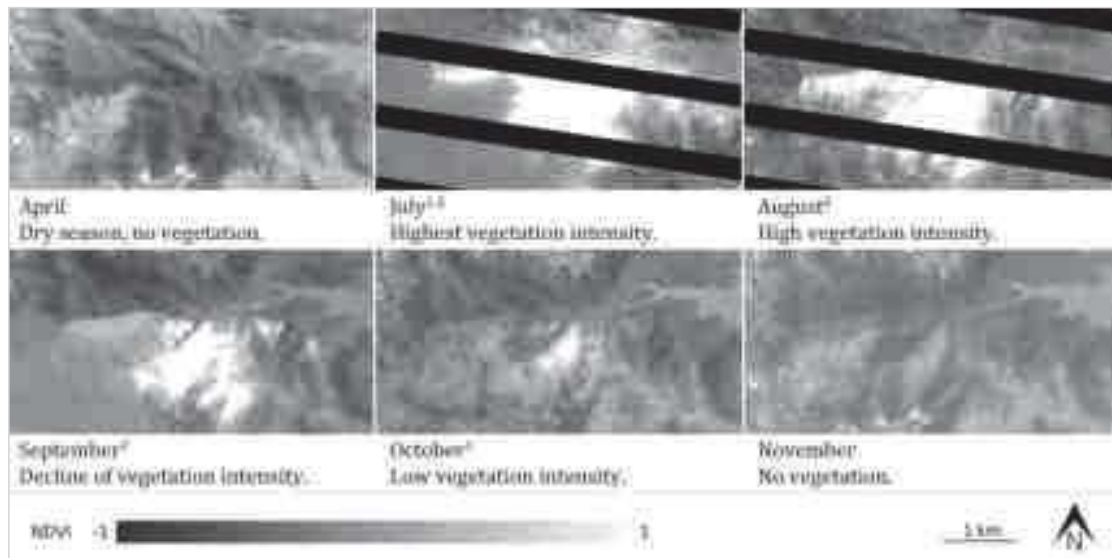 April
Dry season, no vegetation.
July
Highest vegetation intensity.
August
High vegetation intensity.
September
Decline of vegetation intensity.
October
Low vegetation intensity.
November
No vegetation.
NDVI -1 1
1 km
N